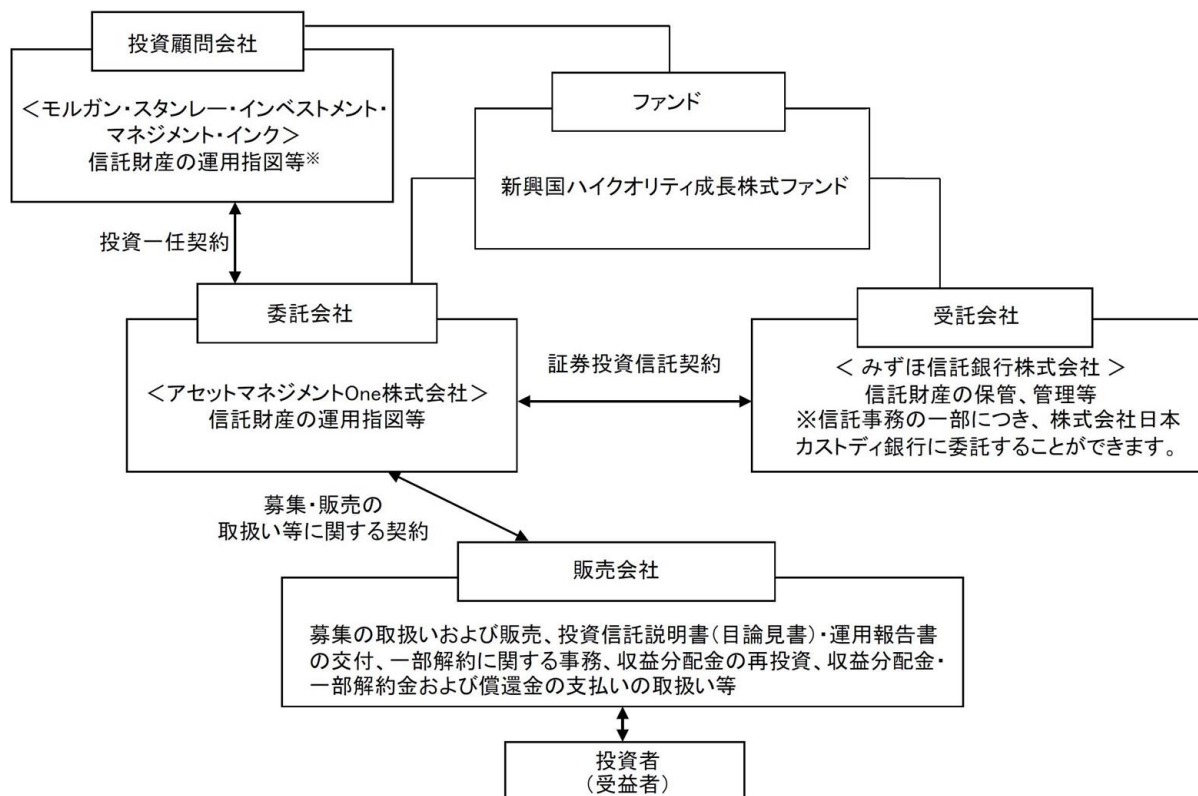 投資顧問会社
<モルガン・スタンレー・インベストメント・
マネジメント・インク>
信託財産の運用指図等※
ファンド
新興国ハイクオリティ成長株式ファンド
投資一任契約
委託会社
<アセットマネジメントOne株式会社>
信託財産の運用指図等
証券投資信託契約
受託会社
< みずほ信託銀行株式会社 >
信託財産の保管、管理等
※信託事務の一部につき、株式会社日本
カストディ銀行に委託することができます。
募集・販売の
取扱い等に関する契約
販売会社
募集の取扱いおよび販売、投資信託説明書(目論見書)・運用報告書
の交付、一部解約に関する事務、収益分配金の再投資、収益分配金・
一部解約金および償還金の支払いの取扱い等
投資者
(受益者)